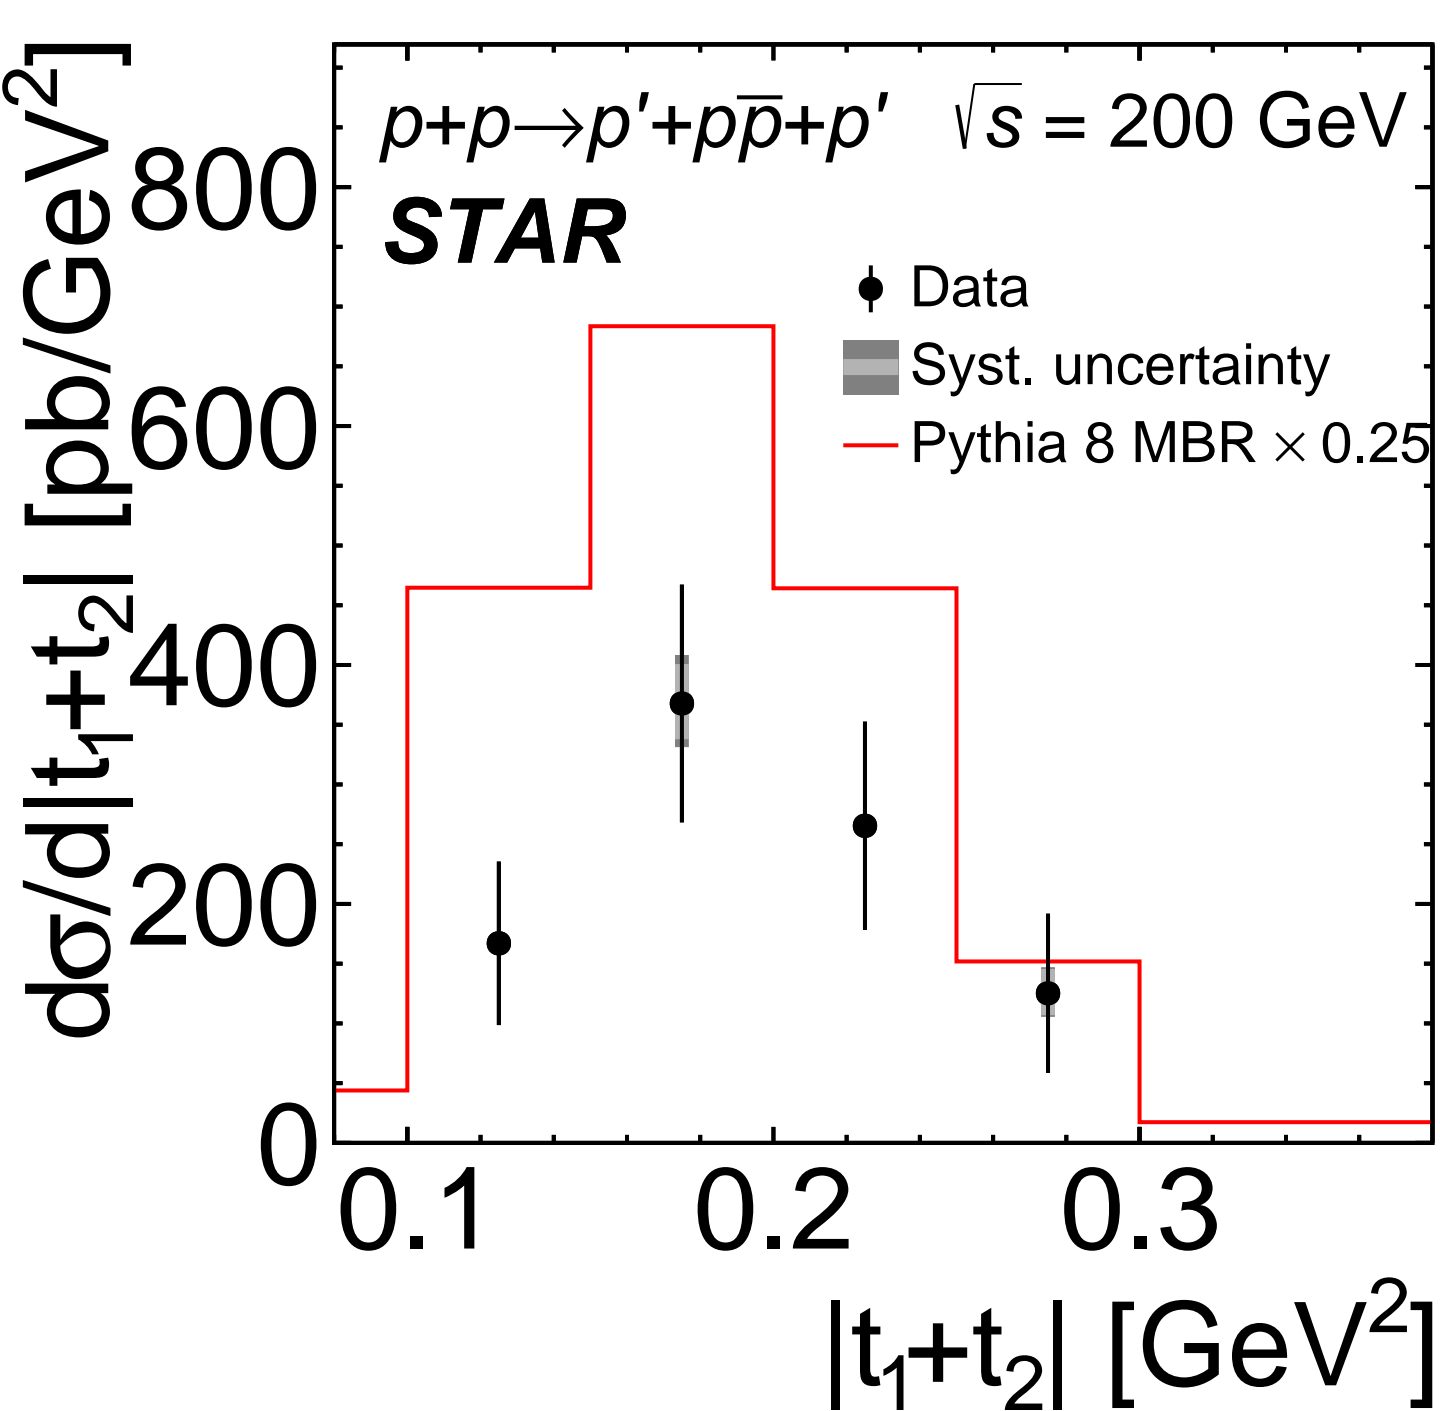 p+p→p′+pp̅+p′ √s = 200 GeV
STAR
Data
Syst. uncertainty
Pythia 8 MBR × 0.25
dσ/d|t₁+t₂| [pb/GeV²]
800
600
400
200
0
0.1 0.2 0.3
|t₁+t₂| [GeV²]